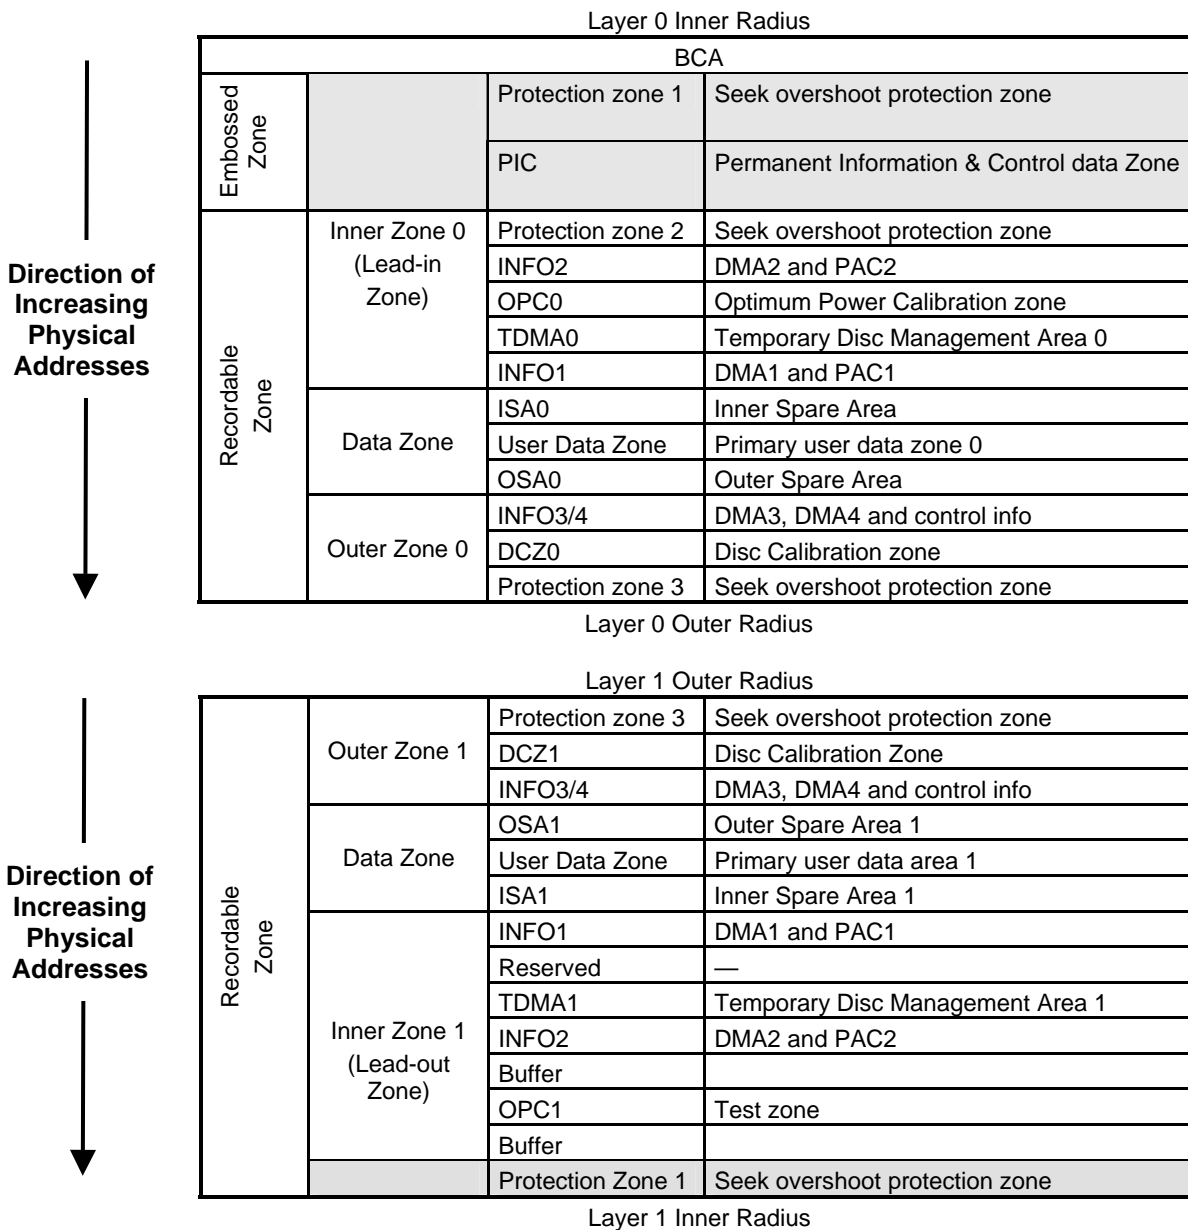 Layer 0 Inner Radius
BCA
Embossed
Zone
Protection zone 1 Seek overshoot protection zone
PIC Permanent Information & Control data Zone
Direction of
Increasing
Physical
Addresses
Recordable
Zone
Inner Zone 0
(Lead-in
Zone)
Protection zone 2 Seek overshoot protection zone
INFO2 DMA2 and PAC2
OPC0 Optimum Power Calibration zone
TDMA0 Temporary Disc Management Area 0
INFO1 DMA1 and PAC1
Data Zone
ISA0 Inner Spare Area
User Data Zone Primary user data zone 0
OSA0 Outer Spare Area
Outer Zone 0
INFO3/4 DMA3, DMA4 and control info
DCZ0 Disc Calibration zone
Protection zone 3 Seek overshoot protection zone
Layer 0 Outer Radius
Layer 1 Outer Radius
Direction of
Increasing
Physical
Addresses
Recordable
Zone
Outer Zone 1
Protection zone 3 Seek overshoot protection zone
DCZ1 Disc Calibration Zone
INFO3/4 DMA3, DMA4 and control info
Data Zone
OSA1 Outer Spare Area 1
User Data Zone Primary user data area 1
ISA1 Inner Spare Area 1
Inner Zone 1
(Lead-out
Zone)
INFO1 DMA1 and PAC1
Reserved —
TDMA1 Temporary Disc Management Area 1
INFO2 DMA2 and PAC2
Buffer
OPC1 Test zone
Buffer
Protection Zone 1 Seek overshoot protection zone
Layer 1 Inner Radius